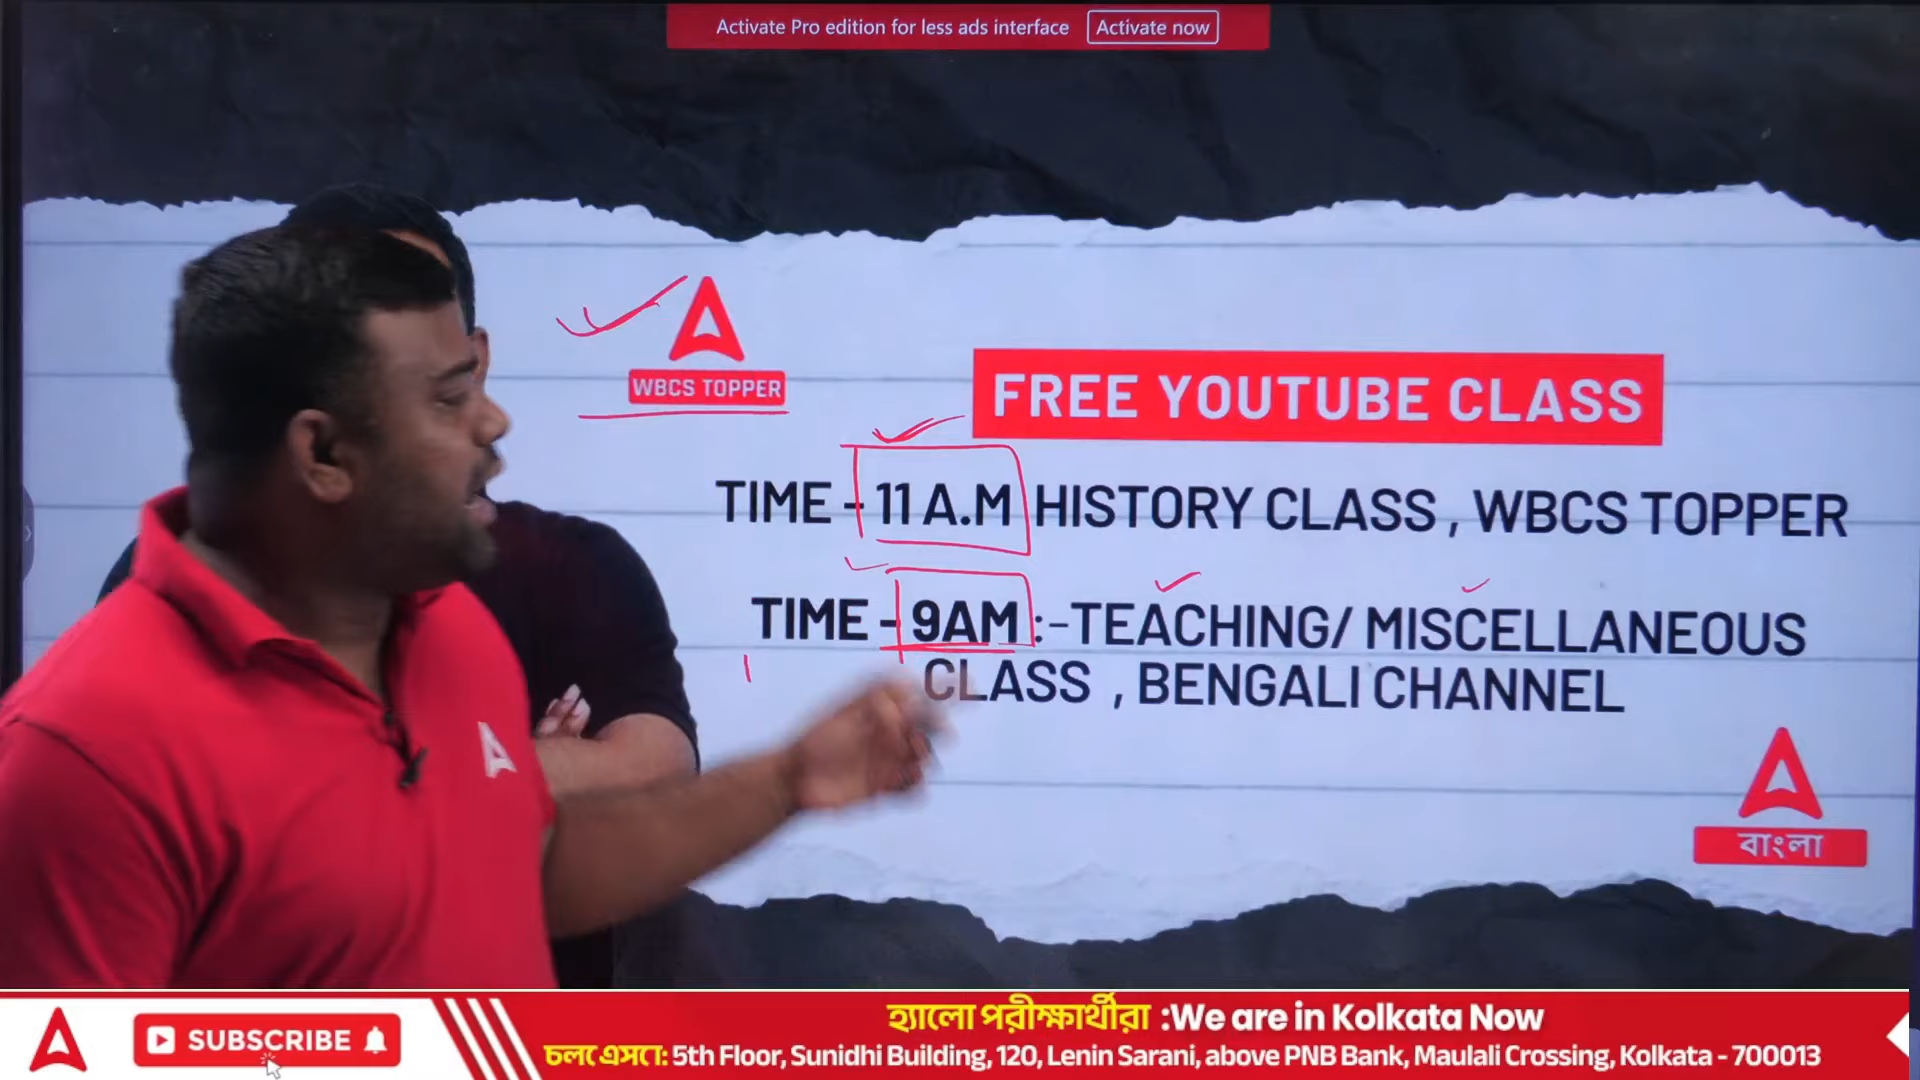 Activate Pro edition for less ads interface Activate now
WBCS TOPPER
FREE YOUTUBE CLASS
TIME - 11 A.M HISTORY CLASS , WBCS TOPPER
TIME - 9AM :-TEACHING/ MISCELLANEOUS
CLASS , BENGALI CHANNEL
বাংলা
SUBSCRIBE
হ্যালো পরীক্ষার্থীরা :We are in Kolkata Now
চলে এসো: 5th Floor, Sunidhi Building, 120, Lenin Sarani, above PNB Bank, Maulali Crossing, Kolkata - 700013